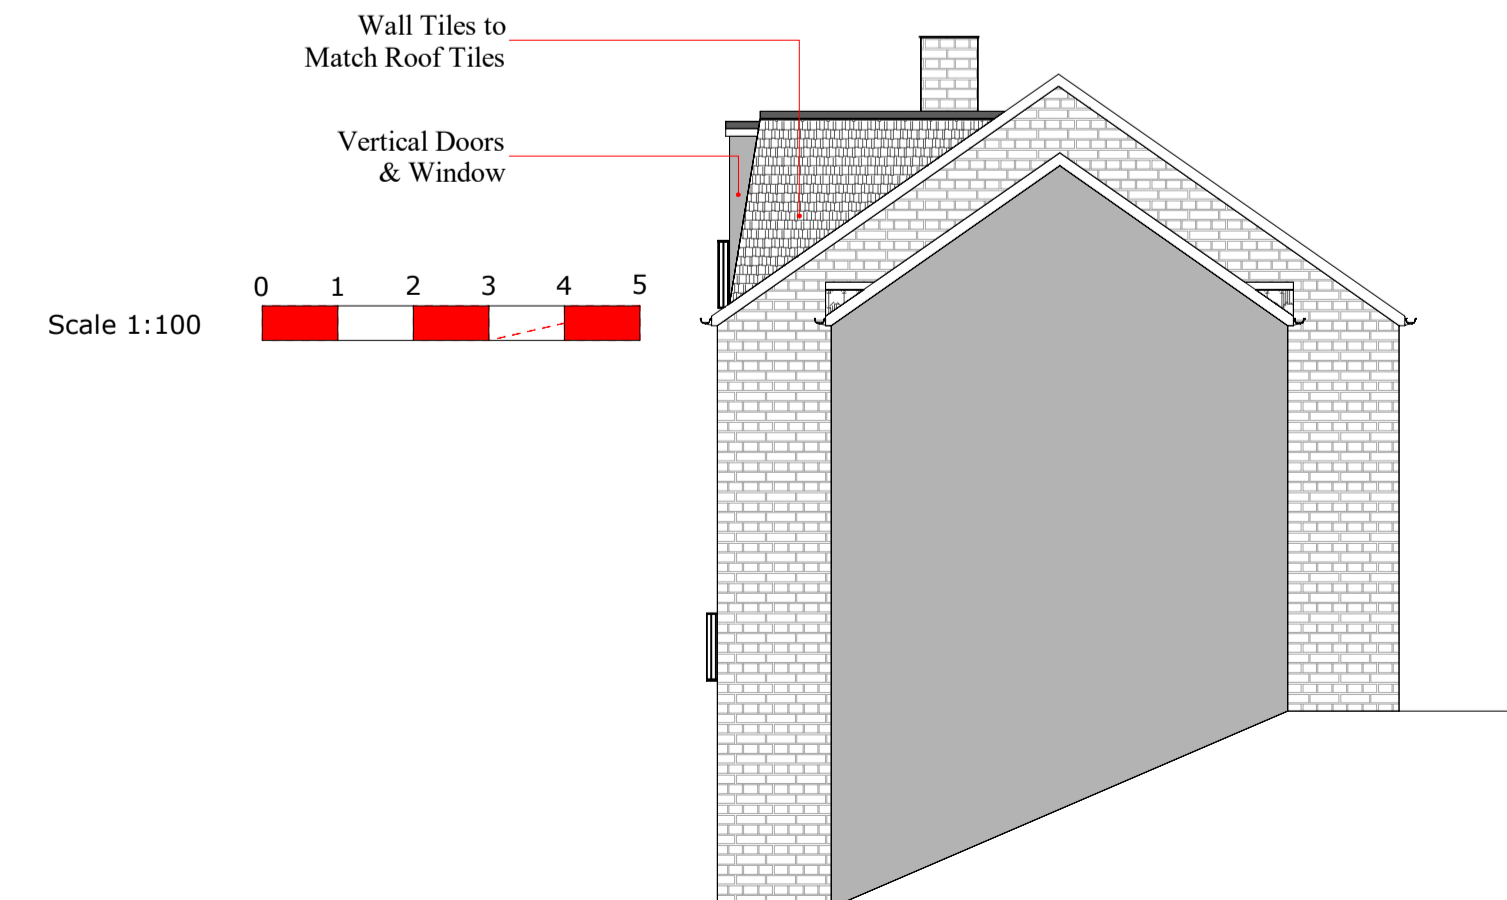 Wall Tiles to
Match Roof Tiles
Vertical Doors
& Window
0 1 2 3 4 5
Scale 1:100